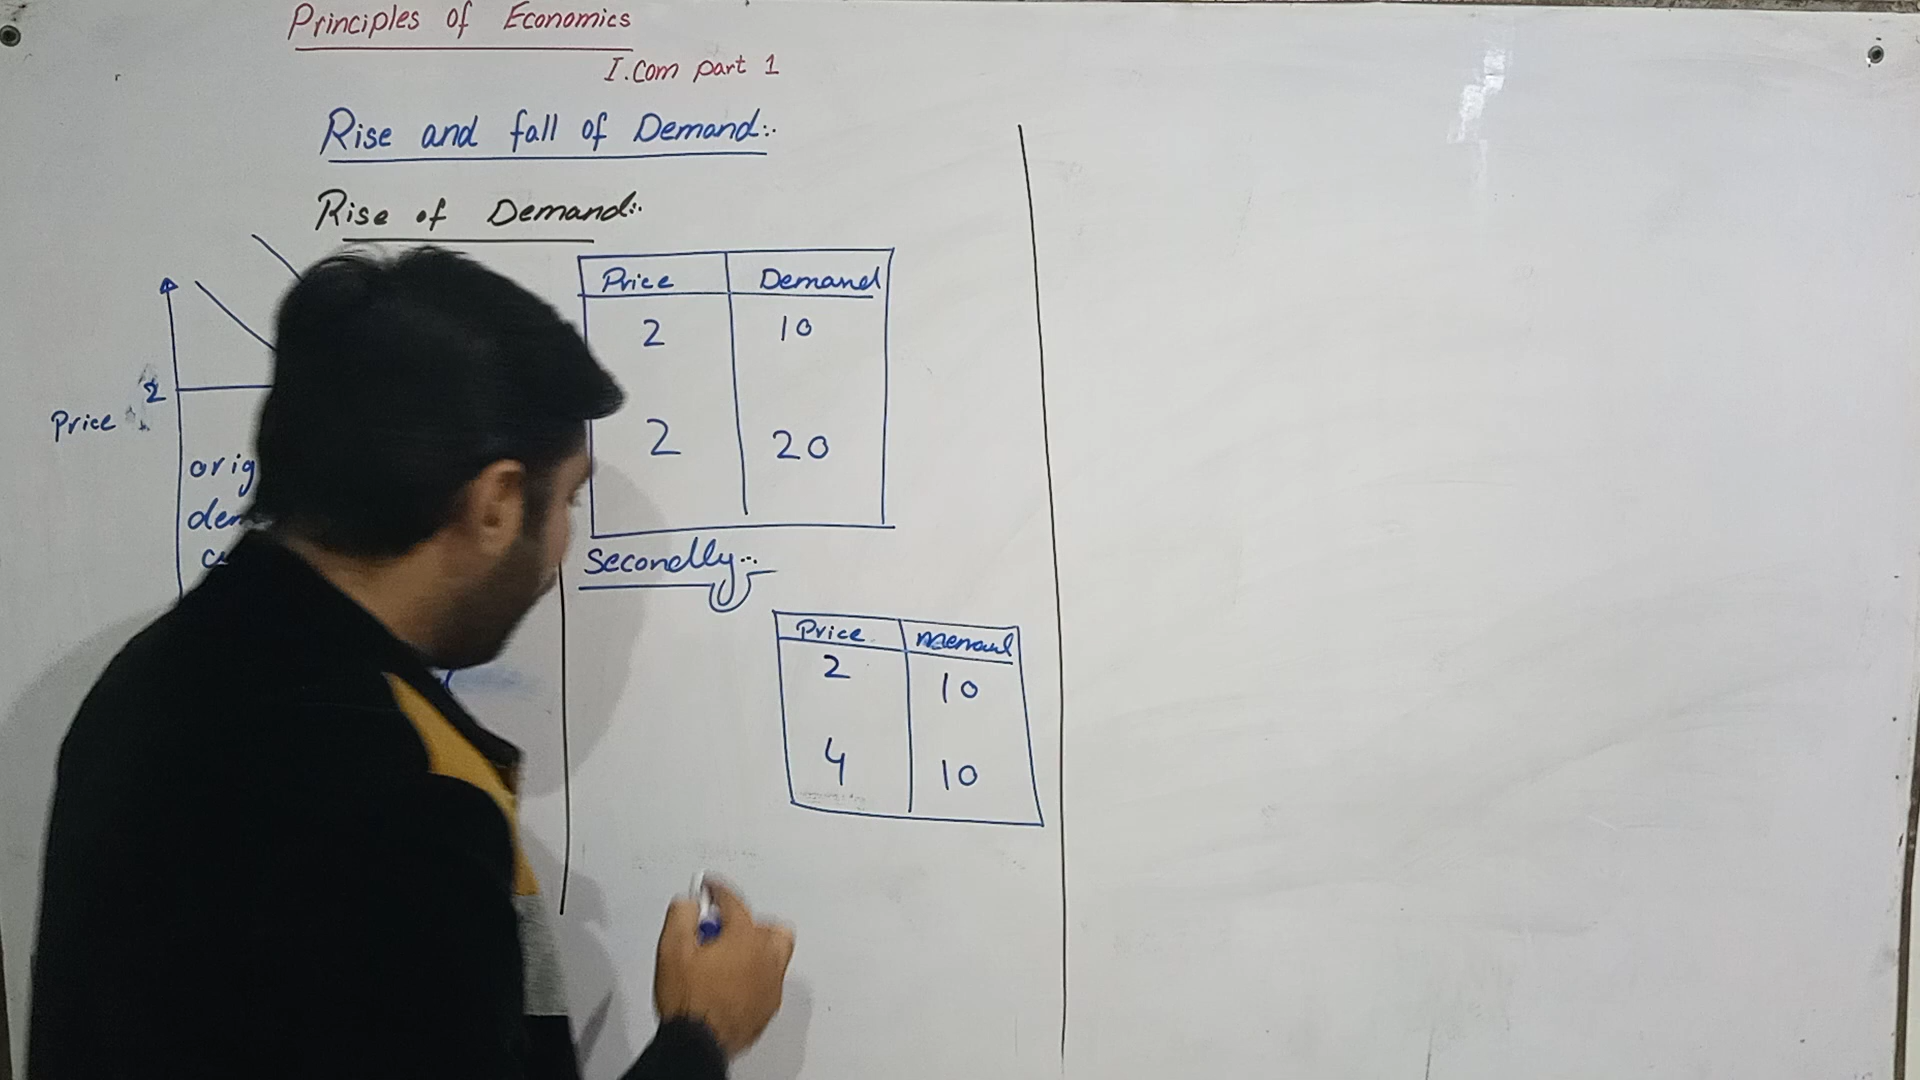 Principles of Economics
I.Com part 1
Rise and fall of Demand:.
Rise of Demand:.
Price Demand
2 10
2 20
2
Price
Secondly:.
Price
2 10
4 10